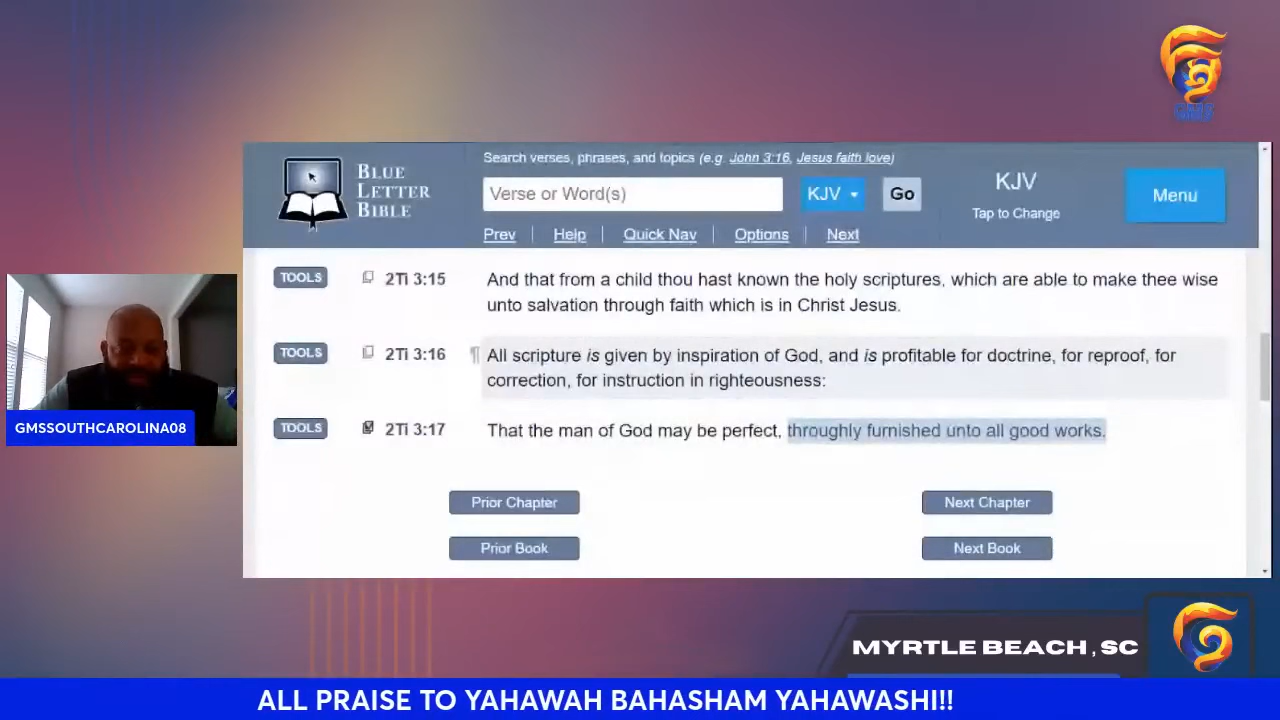 Search verses, phrases, and topics (e.g. John 3:16, Jesus faith love)
BLUE
LETTER
BIBLE
Verse or Word(s)
KJV
Go
KJV
Tap to Change
Menu
Prev | Help | Quick Nav | Options | Next
TOOLS 2Ti 3:15 And that from a child thou hast known the holy scriptures, which are able to make thee wise
unto salvation through faith which is in Christ Jesus.
TOOLS 2Ti 3:16 ¶ All scripture is given by inspiration of God, and is profitable for doctrine, for reproof, for
correction, for instruction in righteousness:
TOOLS 2Ti 3:17 That the man of God may be perfect, throughly furnished unto all good works.
Prior Chapter
Next Chapter
Prior Book
Next Book
GMSSOUTHCAROLINA08
MYRTLE BEACH , SC
ALL PRAISE TO YAHAWAH BAHASHAM YAHAWASHI!!